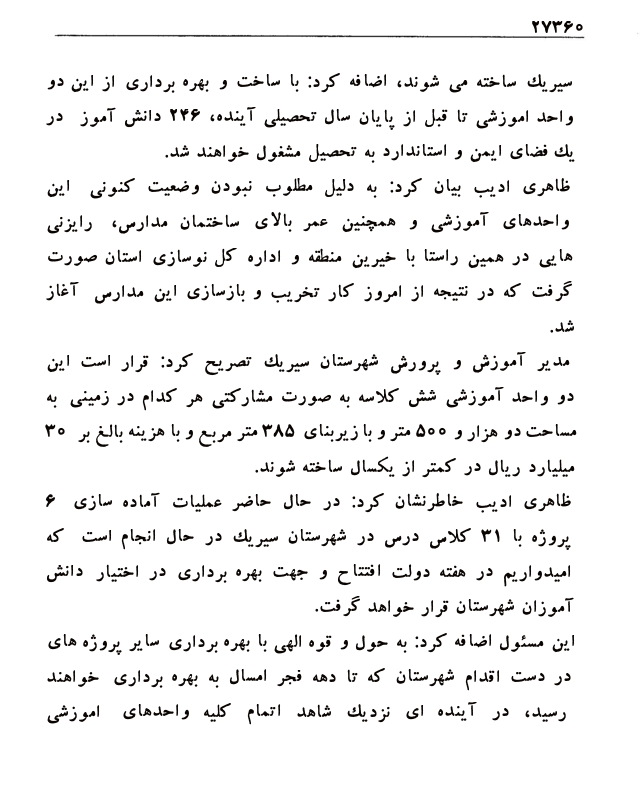 ۲۷۳۶۰
سیریك ساخته می شوند، اضافه کرد: با ساخت و بهره برداری از این دو
واحد اموزشی تا قبل از پایان سال تحصیلی آینده، ۲۴۶ دانش آموز در
یك فضای ایمن و استاندارد به تحصیل مشغول خواهند شد.
ظاهری ادیب بیان کرد: به دلیل مطلوب نبودن وضعیت کنونی این
واحدهای آموزشی و همچنین عمر بالای ساختمان مدارس، رایزنی
هایی در همین راستا با خیرین منطقه و اداره کل نوسازی استان صورت
گرفت که در نتیجه از امروز کار تخریب و بازسازی این مدارس آغاز
شد.
مدیر آموزش و پرورش شهرستان سیریك تصریح کرد: قرار است این
دو واحد آموزشی شش کلاسه به صورت مشارکتی هر کدام در زمینی به
مساحت دو هزار و ۵۰۰ متر و با زیربنای ۳۸۵ متر مربع و با هزینه بالغ بر ۳۰
میلیارد ریال در کمتر از یکسال ساخته شوند.
ظاهری ادیب خاطرنشان کرد: در حال حاضر عملیات آماده سازی ۶
پروژه با ۳۱ کلاس درس در شهرستان سیریك در حال انجام است که
امیدواریم در هفته دولت افتتاح و جهت بهره برداری در اختیار دانش
آموزان شهرستان قرار خواهد گرفت.
این مسئول اضافه کرد: به حول و قوه الهی با بهره برداری سایر پروژه های
در دست اقدام شهرستان که تا دهه فجر امسال به بهره برداری خواهند
رسید، در آینده ای نزدیك شاهد اتمام کلیه واحدهای اموزشی